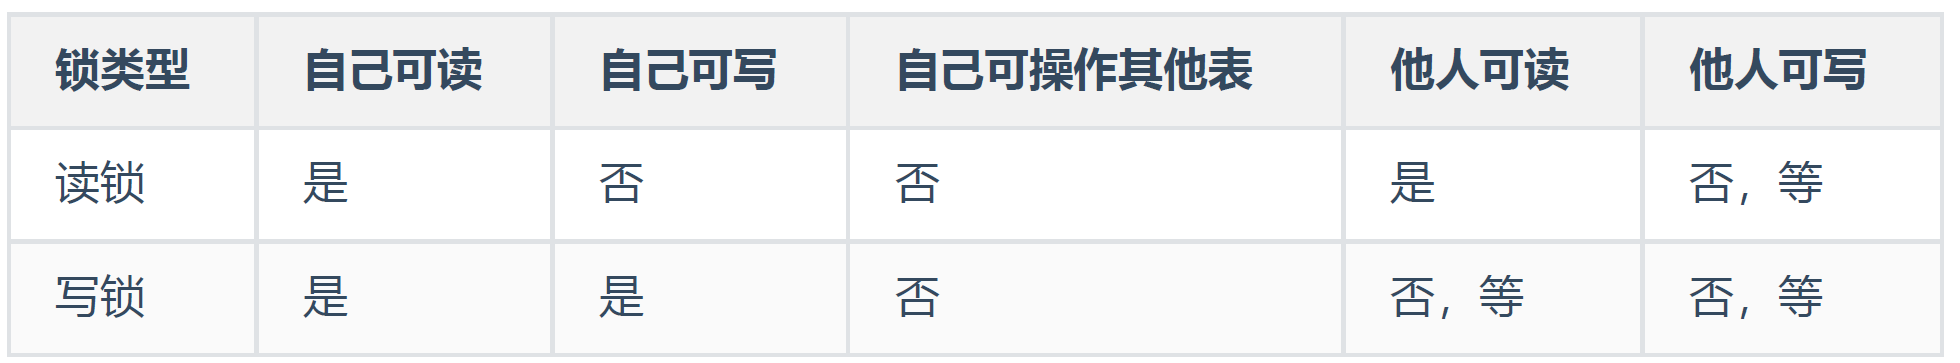 锁类型 自己可读 自己可写 自己可操作其他表 他人可读 他人可写
读锁 是 否 否 是 否，等
写锁 是 是 否 否，等 否，等